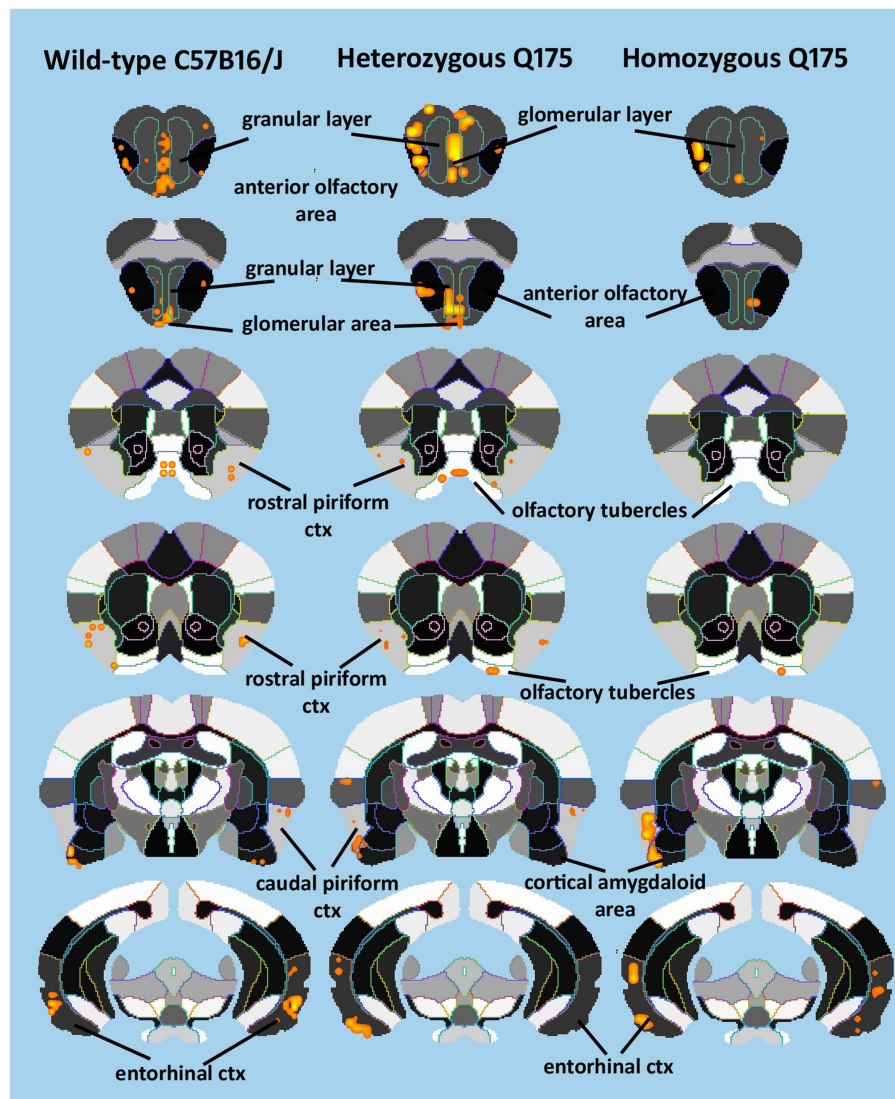 Wild-type C57B16/J
Heterozygous Q175
Homozygous Q175
granular layer
glomerular layer
anterior olfactory
area
granular layer
anterior olfactory
area
glomerular area
rostral piriform
ctx
olfactory tubercles
rostral piriform
ctx
olfactory tubercles
caudal piriform
ctx
cortical amygdaloid
area
entorhinal ctx
entorhinal ctx